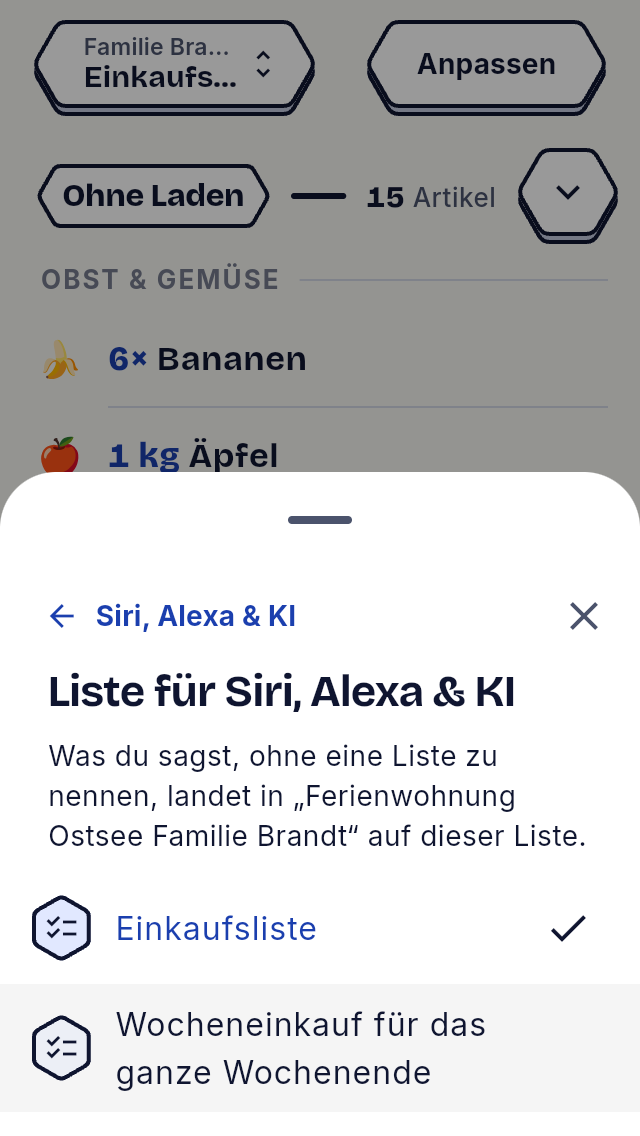 Familie Bra...
Einkaufs...
Anpassen
Ohne Laden
15 Artikel
OBST & GEMÜSE
6× Bananen
1 kg Äpfel
Siri, Alexa & KI
Liste für Siri, Alexa & KI
Was du sagst, ohne eine Liste zu
nennen, landet in „Ferienwohnung
Ostsee Familie Brandt“ auf dieser Liste.
Einkaufsliste
Wocheneinkauf für das
ganze Wochenende